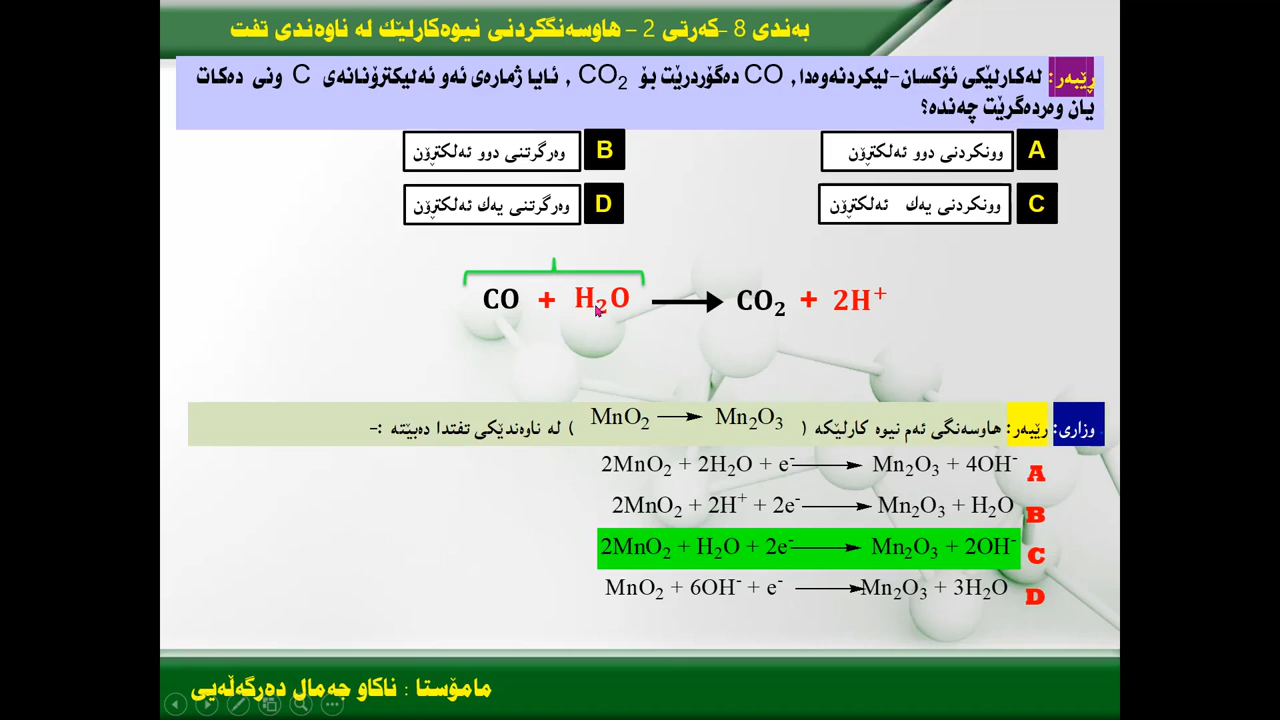 بەندی 8 -کەرتی 2 - هاوسەنگکردنی نیوەکارلێك لە ناوەندی تفت
ڕێبەر: لەکارلێکی ئۆکسان-لیکردنەوەدا, CO دەگۆردرێت بۆ CO₂ , ئایا ژمارەی ئەو ئەلیکترۆنانەی C ونی دەکات
یان وەردەگرێت چەندە؟
A وونکردنی دوو ئەلکترۆن
B وەرگرتنی دوو ئەلکترۆن
C وونکردنی یەك ئەلکترۆن
D وەرگرتنی یەك ئەلکترۆن
CO + H₂O → CO₂ + 2H⁺
وزاری: رێبەر: هاوسەنگی ئەم نیوە کارلێکە ( MnO₂ → Mn₂O₃ ) لە ناوەندێکی تفتدا دەبێتە :-
2MnO₂ + 2H₂O + e⁻ → Mn₂O₃ + 4OH⁻ A
2MnO₂ + 2H⁺ + 2e⁻ → Mn₂O₃ + H₂O B
2MnO₂ + H₂O + 2e⁻ → Mn₂O₃ + 2OH⁻ C
MnO₂ + 6OH⁻ + e⁻ → Mn₂O₃ + 3H₂O D
مامۆستا : ناکاو جەمال دەرگەڵەیی